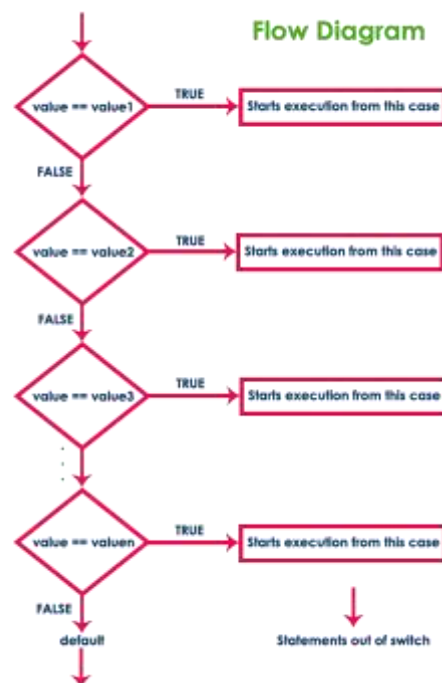 Flow Diagram
TRUE
value == value1
Starts execution from this case
FALSE
TRUE
value == value2
Starts execution from this case
FALSE
TRUE
value == value3
Starts execution from this case
.
.
.
TRUE
value == valuen
Starts execution from this case
FALSE
default
Statements out of switch